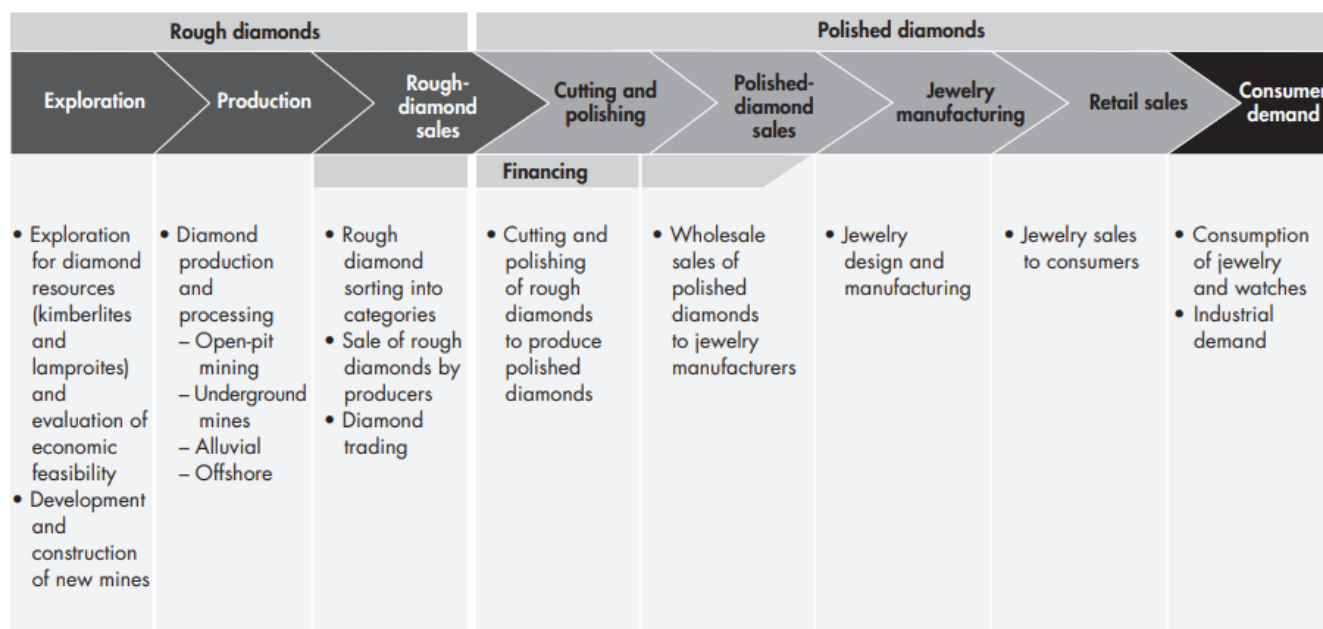 Rough diamonds
Polished diamonds
Exploration
Production
Rough-
diamond
sales
Cutting and
polishing
Polished-
diamond
sales
Jewelry
manufacturing
Retail sales
Consumer
demand
Financing
• Exploration
for diamond
resources
(kimberlites
and
lamproites)
and
evaluation of
economic
feasibility
• Development
and
construction
of new mines
• Diamond
production
and
processing
– Open-pit
mining
– Underground
mines
– Alluvial
– Offshore
• Rough
diamond
sorting into
categories
• Sale of rough
diamonds by
producers
• Diamond
trading
• Cutting and
polishing
of rough
diamonds
to produce
polished
diamonds
• Wholesale
sales of
polished
diamonds
to jewelry
manufacturers
• Jewelry
design and
manufacturing
• Jewelry sales
to consumers
• Consumption
of jewelry
and watches
• Industrial
demand